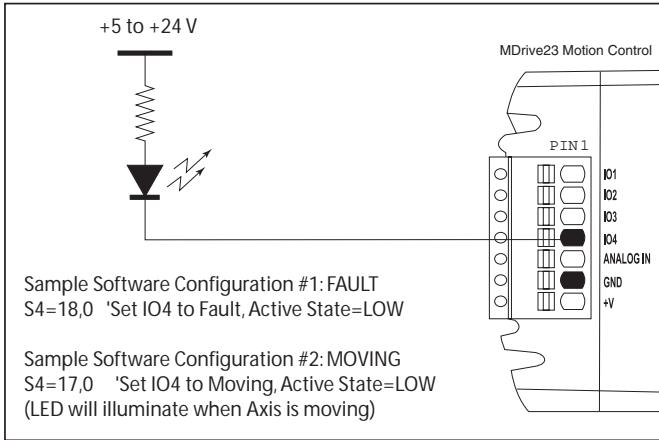 +5 to +24 V
MDrive23 Motion Control
PIN1
IO1
IO2
IO3
IO4
ANALOG IN
GND
+V
Sample Software Configuration #1: FAULT
S4=18,0 'Set IO4 to Fault, Active State=LOW
Sample Software Configuration #2: MOVING
S4=17,0 'Set IO4 to Moving, Active State=LOW
(LED will illuminate when Axis is moving)